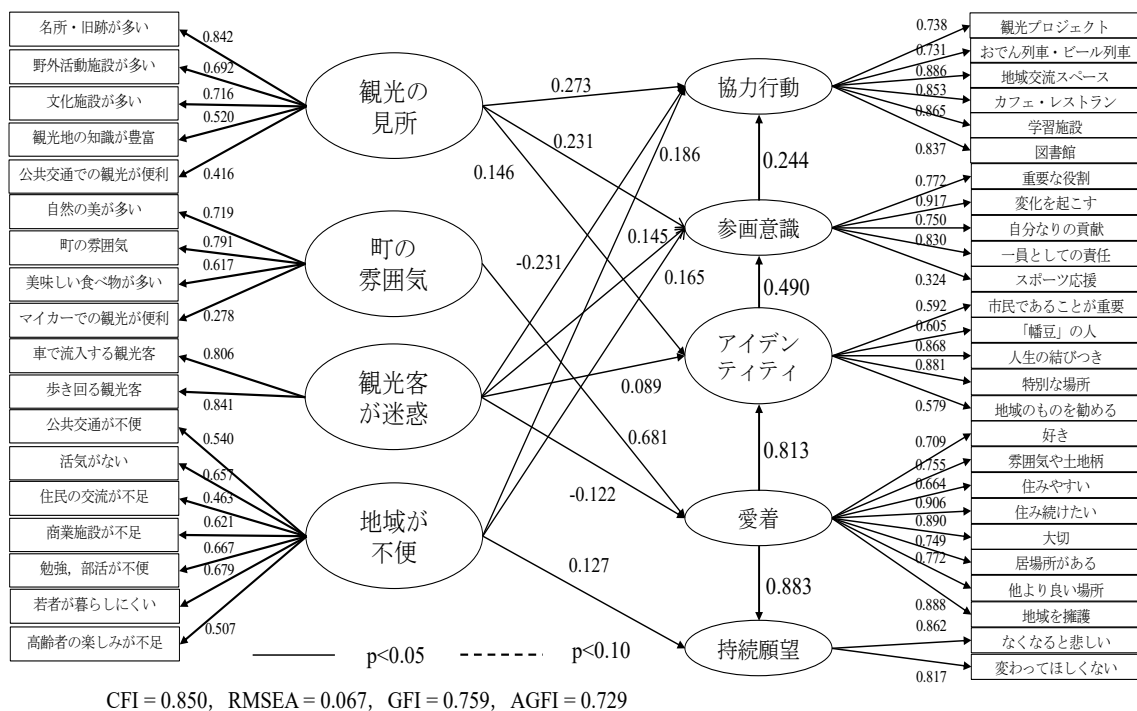 名所・旧跡が多い
野外活動施設が多い
文化施設が多い
観光地の知識が豊富
公共交通での観光が便利
自然の美が多い
町の雰囲気
美味しい食べ物が多い
マイカーでの観光が便利
車で流入する観光客
歩き回る観光客
公共交通が不便
活気がない
住民の交流が不足
商業施設が不足
勉強，部活が不便
若者が暮らしにくい
高齢者の楽しみが不足
0.842
0.692
0.716
0.520
0.416
0.719
0.791
0.617
0.278
0.806
0.841
0.540
0.657
0.463
0.621
0.667
0.679
0.507
観光の
見所
町の
雰囲気
観光客
が迷惑
地域が
不便
0.273
0.231
0.146
0.186
-0.231
0.145
0.165
0.089
0.681
-0.122
0.127
協力行動
0.244
参画意識
0.490
アイデン
ティティ
0.813
愛着
0.883
持続願望
0.738
0.731
0.886
0.853
0.865
0.837
0.772
0.917
0.750
0.830
0.324
0.592
0.605
0.868
0.881
0.579
0.709
0.755
0.664
0.906
0.890
0.749
0.772
0.888
0.862
0.817
観光プロジェクト
おでん列車・ビール列車
地域交流スペース
カフェ・レストラン
学習施設
図書館
重要な役割
変化を起こす
自分なりの貢献
一員としての責任
スポーツ応援
市民であることが重要
「幡豆」の人
人生の結びつき
特別な場所
地域のものを勧める
好き
雰囲気や土地柄
住みやすい
住み続けたい
大切
居場所がある
他より良い場所
地域を擁護
なくなると悲しい
変わってほしくない
p<0.05
p<0.10
CFI = 0.850，RMSEA = 0.067，GFI = 0.759，AGFI = 0.729